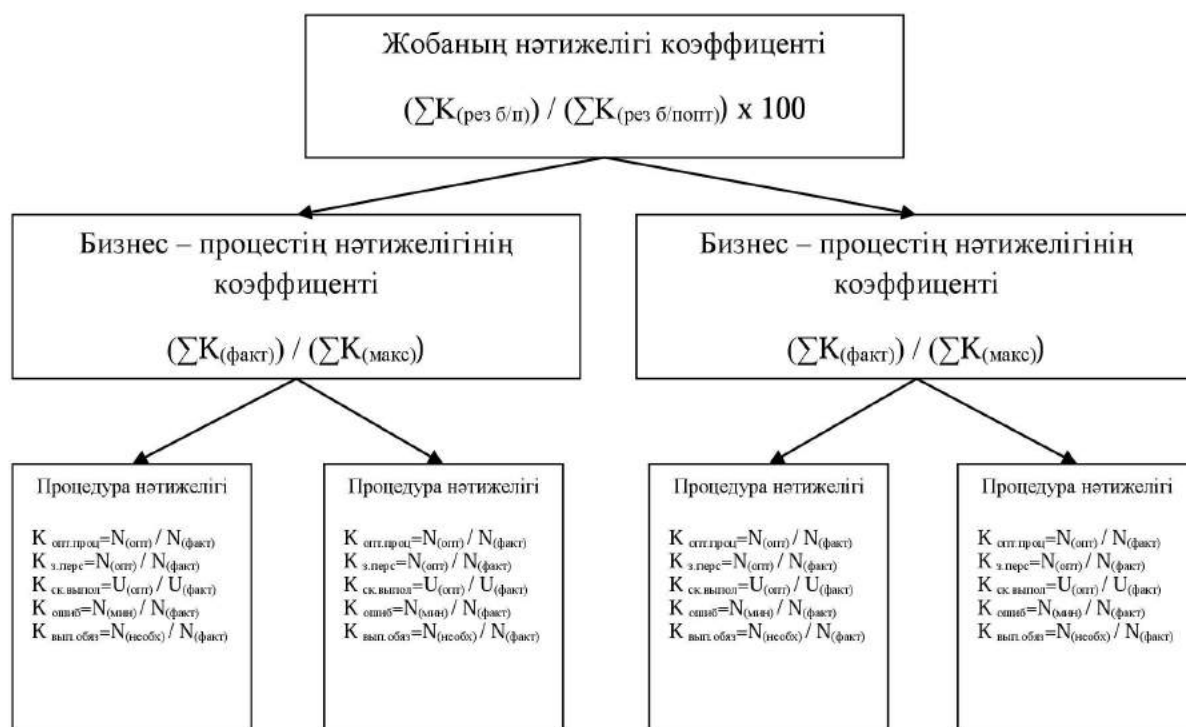 Жобаның нәтижелігі коэффиценті
(∑K(рез б/п)) / (∑K(рез б/попт)) x 100
Бизнес – процестің нәтижелігінің
коэффиценті
(∑K(факт)) / (∑K(макс))
Бизнес – процестің нәтижелігінің
коэффиценті
(∑K(факт)) / (∑K(макс))
Процедура нәтижелігі
K опт.проц=N(опт) / N(факт)
K з.перс=N(опт) / N(факт)
K ск.выпол=U(опт) / U(факт)
K ошиб=N(мин) / N(факт)
K вып.обяз=N(необх) / N(факт)
Процедура нәтижелігі
K опт.проц=N(опт) / N(факт)
K з.перс=N(опт) / N(факт)
K ск.выпол=U(опт) / U(факт)
K ошиб=N(мин) / N(факт)
K вып.обяз=N(необх) / N(факт)
Процедура нәтижелігі
K опт.проц=N(опт) / N(факт)
K з.перс=N(опт) / N(факт)
K ск.выпол=U(опт) / U(факт)
K ошиб=N(мин) / N(факт)
K вып.обяз=N(необх) / N(факт)
Процедура нәтижелігі
K опт.проц=N(опт) / N(факт)
K з.перс=N(опт) / N(факт)
K ск.выпол=U(опт) / U(факт)
K ошиб=N(мин) / N(факт)
K вып.обяз=N(необх) / N(факт)